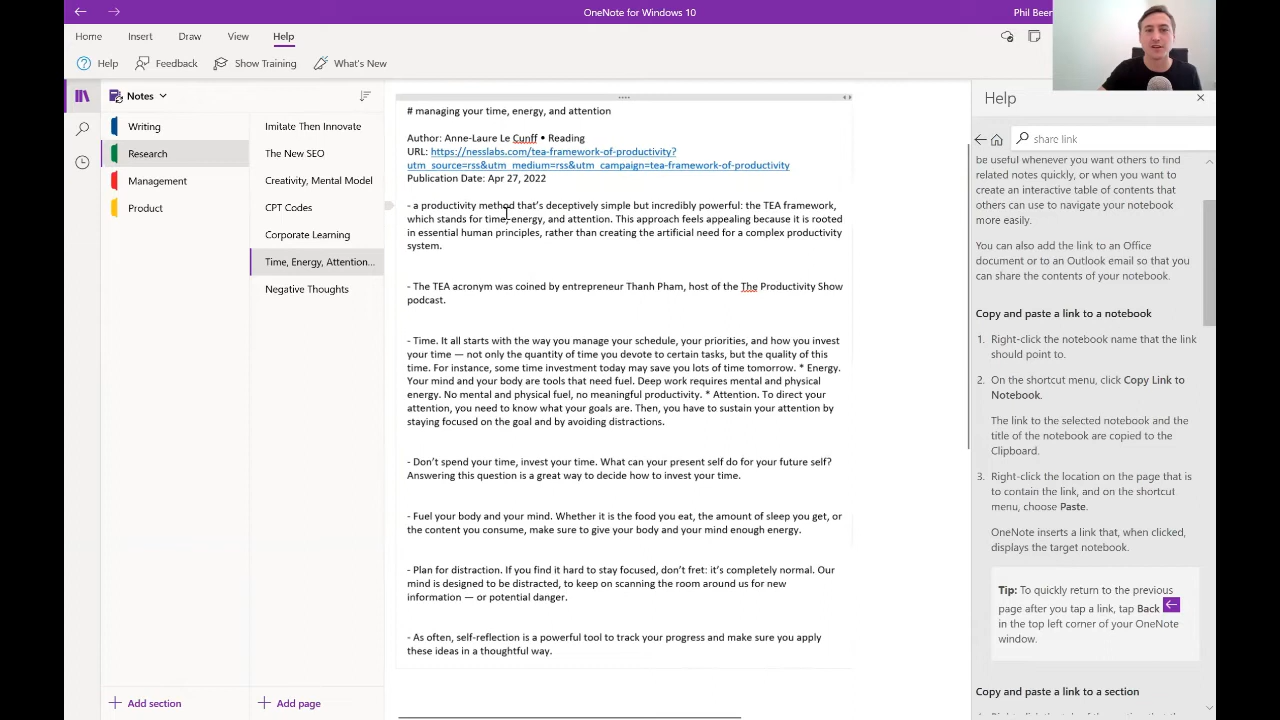 OneNote for Windows 10
Phil Beer
Home
Insert
Draw
View
Help
Help
Feedback
Show Training
What's New
Notes
Writing
Research
Management
Product
Imitate Then Innovate
The New SEO
Creativity, Mental Model
CPT Codes
Corporate Learning
Time, Energy, Attention...
Negative Thoughts
Add section
Add page
# managing your time, energy, and attention
Author: Anne-Laure Le Cunff • Reading
URL: https://nesslabs.com/tea-framework-of-productivity?
utm_source=rss&utm_medium=rss&utm_campaign=tea-framework-of-productivity
Publication Date: Apr 27, 2022
- a productivity method that's deceptively simple but incredibly powerful: the TEA framework,
which stands for time, energy, and attention. This approach feels appealing because it is rooted
in essential human principles, rather than creating the artificial need for a complex productivity
system.
- The TEA acronym was coined by entrepreneur Thanh Pham, host of the The Productivity Show
podcast.
- Time. It all starts with the way you manage your schedule, your priorities, and how you invest
your time — not only the quantity of time you devote to certain tasks, but the quality of this
time. For instance, some time investment today may save you lots of time tomorrow. * Energy.
Your mind and your body are tools that need fuel. Deep work requires mental and physical
energy. No mental and physical fuel, no meaningful productivity. * Attention. To direct your
attention, you need to know what your goals are. Then, you have to sustain your attention by
staying focused on the goal and by avoiding distractions.
- Don't spend your time, invest your time. What can your present self do for your future self?
Answering this question is a great way to decide how to invest your time.
- Fuel your body and your mind. Whether it is the food you eat, the amount of sleep you get, or
the content you consume, make sure to give your body and your mind enough energy.
- Plan for distraction. If you find it hard to stay focused, don't fret: it's completely normal. Our
mind is designed to be distracted, to keep on scanning the room around us for new
information — or potential danger.
- As often, self-reflection is a powerful tool to track your progress and make sure you apply
these ideas in a thoughtful way.
Help
share link
be useful whenever you want others to find
related notes quickly, or when you want to
create an interactive table of contents that
others can use to navigate your notebook
more easily.
You can also add the link to an Office
document or to an Outlook email so that you
can share the contents of your notebook.
Copy and paste a link to a notebook
1. Right-click the notebook name that the link
should point to.
2. On the shortcut menu, click Copy Link to
Notebook.
The link to the selected notebook and the
title of the notebook are copied to the
Clipboard.
3. Right-click the location on the page that is
to contain the link, and on the shortcut
menu, choose Paste.
OneNote inserts a link that, when clicked,
displays the target notebook.
Tip: To quickly return to the previous
page after you tap a link, tap Back
in the top left corner of your OneNote
window.
Copy and paste a link to a section